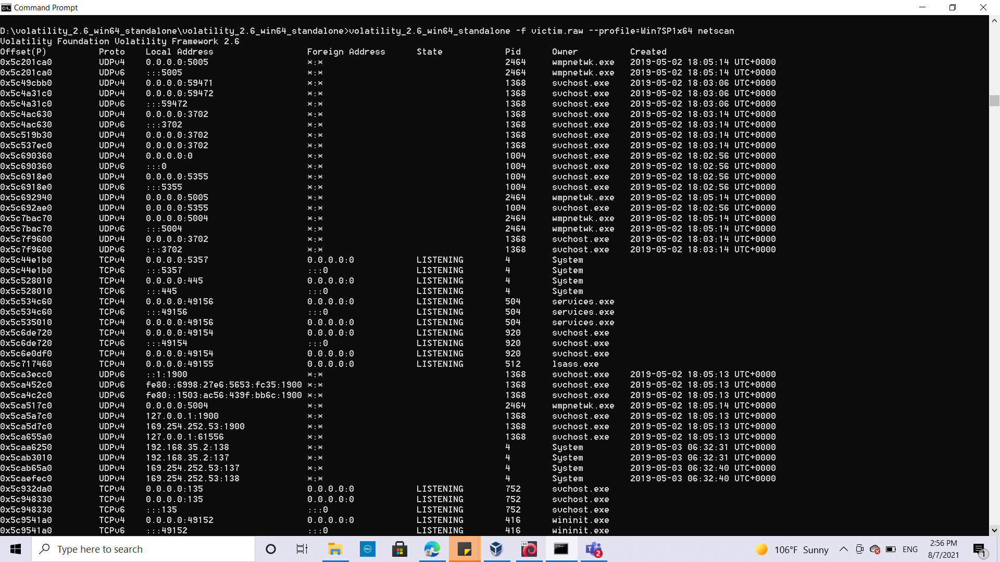 Command Prompt
D:\volatility_2.6_win64_standalone\volatility_2.6_win64_standalone>volatility_2.6_win64_standalone -f victim.raw --profile=Win7SP1x64 netscan
Volatility Foundation Volatility Framework 2.6
Offset(P) Proto Local Address Foreign Address State Pid Owner Created
0x5c201ca0 UDPv4 0.0.0.0:5005 *:* 2464 wmpnetwk.exe 2019-05-02 18:05:14 UTC+0000
0x5c201ca0 UDPv6 :::5005 *:* 2464 wmpnetwk.exe 2019-05-02 18:05:14 UTC+0000
0x5c49cbb0 UDPv4 0.0.0.0:59471 *:* 1368 svchost.exe 2019-05-02 18:03:06 UTC+0000
0x5c4a31c0 UDPv4 0.0.0.0:59472 *:* 1368 svchost.exe 2019-05-02 18:03:06 UTC+0000
0x5c4a31c0 UDPv6 :::59472 *:* 1368 svchost.exe 2019-05-02 18:03:06 UTC+0000
0x5c4ac630 UDPv4 0.0.0.0:3702 *:* 1368 svchost.exe 2019-05-02 18:03:14 UTC+0000
0x5c4ac630 UDPv6 :::3702 *:* 1368 svchost.exe 2019-05-02 18:03:14 UTC+0000
0x5c519b30 UDPv4 0.0.0.0:3702 *:* 1368 svchost.exe 2019-05-02 18:03:14 UTC+0000
0x5c537ec0 UDPv4 0.0.0.0:3702 *:* 1368 svchost.exe 2019-05-02 18:03:14 UTC+0000
0x5c690360 UDPv4 0.0.0.0:0 *:* 1004 svchost.exe 2019-05-02 18:02:56 UTC+0000
0x5c690360 UDPv6 :::0 *:* 1004 svchost.exe 2019-05-02 18:02:56 UTC+0000
0x5c6918e0 UDPv4 0.0.0.0:5355 *:* 1004 svchost.exe 2019-05-02 18:02:56 UTC+0000
0x5c6918e0 UDPv6 :::5355 *:* 1004 svchost.exe 2019-05-02 18:02:56 UTC+0000
0x5c692940 UDPv4 0.0.0.0:5005 *:* 2464 wmpnetwk.exe 2019-05-02 18:05:14 UTC+0000
0x5c692ae0 UDPv4 0.0.0.0:5355 *:* 1004 svchost.exe 2019-05-02 18:02:56 UTC+0000
0x5c7bac70 UDPv4 0.0.0.0:5004 *:* 2464 wmpnetwk.exe 2019-05-02 18:05:14 UTC+0000
0x5c7bac70 UDPv6 :::5004 *:* 2464 wmpnetwk.exe 2019-05-02 18:05:14 UTC+0000
0x5c7f9600 UDPv4 0.0.0.0:3702 *:* 1368 svchost.exe 2019-05-02 18:03:14 UTC+0000
0x5c7f9600 UDPv6 :::3702 *:* 1368 svchost.exe 2019-05-02 18:03:14 UTC+0000
0x5c44e1b0 TCPv4 0.0.0.0:5357 0.0.0.0:0 LISTENING 4 System
0x5c44e1b0 TCPv6 :::5357 :::0 LISTENING 4 System
0x5c528010 TCPv4 0.0.0.0:445 0.0.0.0:0 LISTENING 4 System
0x5c528010 TCPv6 :::445 :::0 LISTENING 4 System
0x5c534c60 TCPv4 0.0.0.0:49156 0.0.0.0:0 LISTENING 504 services.exe
0x5c534c60 TCPv6 :::49156 :::0 LISTENING 504 services.exe
0x5c535010 TCPv4 0.0.0.0:49156 0.0.0.0:0 LISTENING 504 services.exe
0x5c6de720 TCPv4 0.0.0.0:49154 0.0.0.0:0 LISTENING 920 svchost.exe
0x5c6de720 TCPv6 :::49154 :::0 LISTENING 920 svchost.exe
0x5c6e0df0 TCPv4 0.0.0.0:49154 0.0.0.0:0 LISTENING 920 svchost.exe
0x5c717460 TCPv4 0.0.0.0:49155 0.0.0.0:0 LISTENING 512 lsass.exe
0x5ca3ecc0 UDPv6 ::1:1900 *:* 1368 svchost.exe 2019-05-02 18:05:13 UTC+0000
0x5ca452c0 UDPv6 fe80::6998:27e6:5653:fc35:1900 *:* 1368 svchost.exe 2019-05-02 18:05:13 UTC+0000
0x5ca4c2c0 UDPv6 fe80::1503:ac56:439f:bb6c:1900 *:* 1368 svchost.exe 2019-05-02 18:05:13 UTC+0000
0x5ca517c0 UDPv4 0.0.0.0:5004 *:* 2464 wmpnetwk.exe 2019-05-02 18:05:14 UTC+0000
0x5ca5a7c0 UDPv4 127.0.0.1:1900 *:* 1368 svchost.exe 2019-05-02 18:05:13 UTC+0000
0x5ca5d7c0 UDPv4 169.254.252.53:1900 *:* 1368 svchost.exe 2019-05-02 18:05:13 UTC+0000
0x5ca655a0 UDPv4 127.0.0.1:61556 *:* 1368 svchost.exe 2019-05-02 18:05:13 UTC+0000
0x5caa6250 UDPv4 192.168.35.2:138 *:* 4 System 2019-05-03 06:32:31 UTC+0000
0x5cab3010 UDPv4 192.168.35.2:137 *:* 4 System 2019-05-03 06:32:31 UTC+0000
0x5cab65a0 UDPv4 169.254.252.53:137 *:* 4 System 2019-05-03 06:32:40 UTC+0000
0x5caefec0 UDPv4 169.254.252.53:138 *:* 4 System 2019-05-03 06:32:40 UTC+0000
0x5c932da0 TCPv4 0.0.0.0:135 0.0.0.0:0 LISTENING 752 svchost.exe
0x5c948330 TCPv4 0.0.0.0:135 0.0.0.0:0 LISTENING 752 svchost.exe
0x5c948330 TCPv6 :::135 :::0 LISTENING 752 svchost.exe
0x5c9541a0 TCPv4 0.0.0.0:49152 0.0.0.0:0 LISTENING 416 wininit.exe
0x5c9541a0 TCPv6 :::49152 :::0 LISTENING 416 wininit.exe
Type here to search
DELL
64
2
106°F Sunny
ENG
2:56 PM
8/7/2021
1